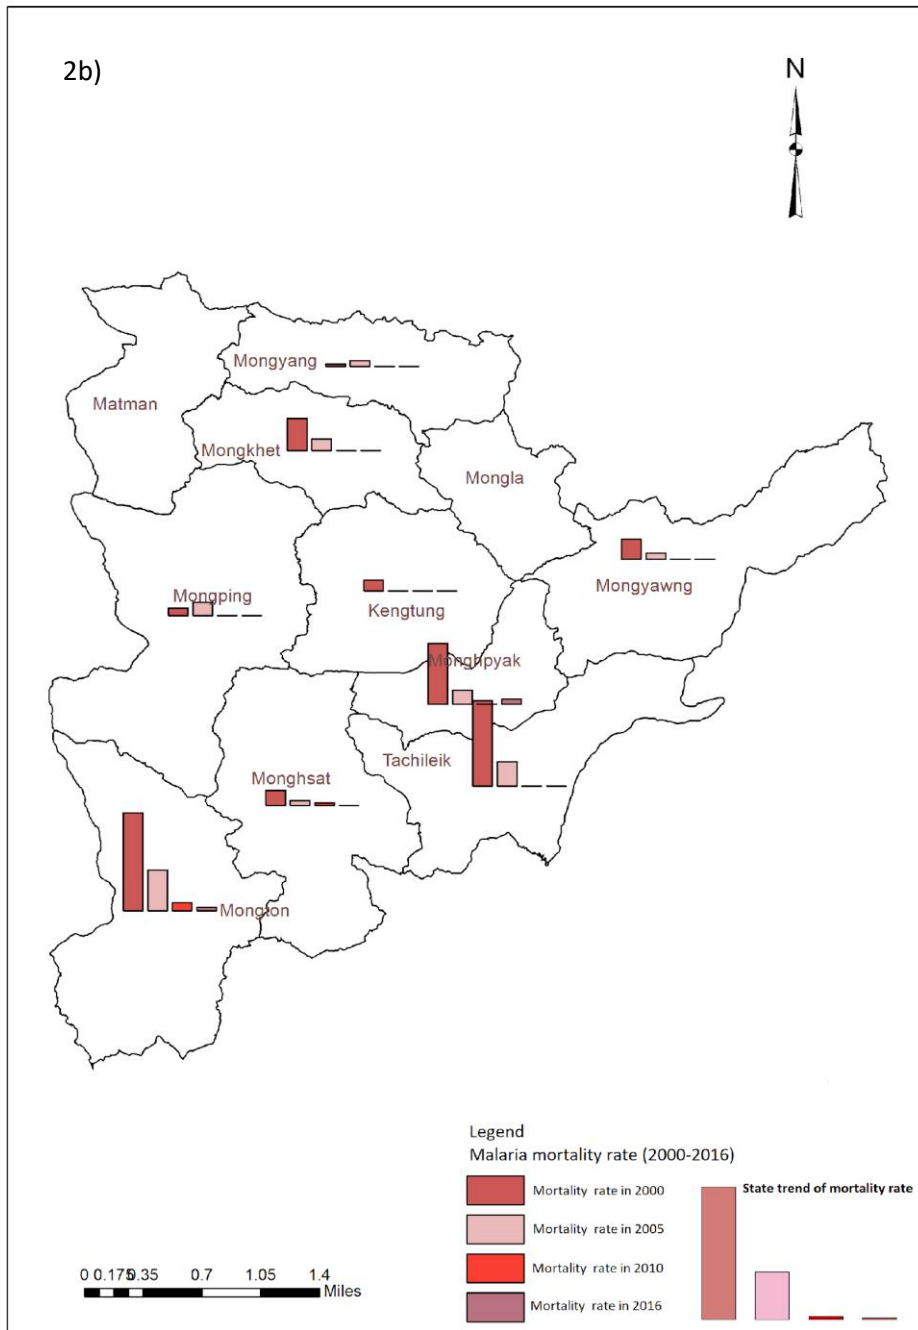 2b)
N
Mongyang
Matman
Mongkhet
Mongla
Mongyawng
Mongping
Kengtung
Monghpyak
Tachileik
Monghsat
Mongton
Legend
Malaria mortality rate (2000-2016)
Mortality rate in 2000
State trend of mortality rate
Mortality rate in 2005
Mortality rate in 2010
Mortality rate in 2016
0 0.175 0.35 0.7 1.05 1.4
Miles